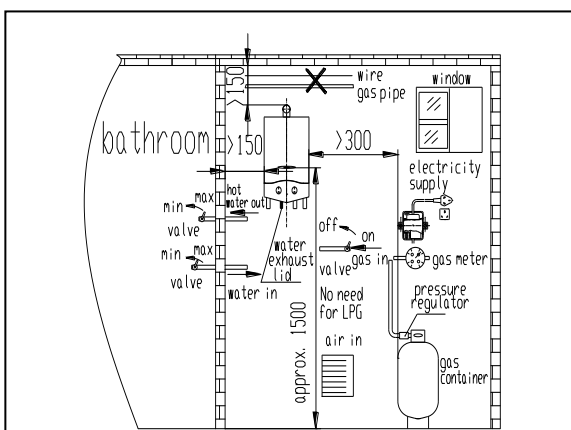 >150
wire
gas pipe
window
bathroom
>150
>300
electricity
supply
hot
water out
max
min
valve
max
min
valve
water in
water
exhaust
lid
off
on
gas in
valve
gas meter
No need
for LPG
pressure
regulator
approx. 1500
air in
gas
container